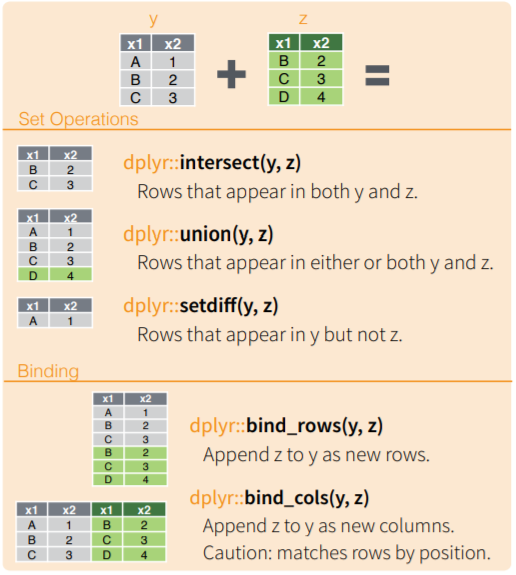 y z
x1 x2 x1 x2
A 1 B 2
B 2 + C 3 =
C 3 D 4
Set Operations
x1 x2
B 2
C 3
dplyr::intersect(y, z)
Rows that appear in both y and z.
x1 x2
A 1
B 2
C 3
D 4
dplyr::union(y, z)
Rows that appear in either or both y and z.
x1 x2
A 1
dplyr::setdiff(y, z)
Rows that appear in y but not z.
Binding
x1 x2
A 1
B 2
C 3
B 2
C 3
D 4
dplyr::bind_rows(y, z)
Append z to y as new rows.
x1 x2 x1 x2
A 1 B 2
B 2 C 3
C 3 D 4
dplyr::bind_cols(y, z)
Append z to y as new columns.
Caution: matches rows by position.